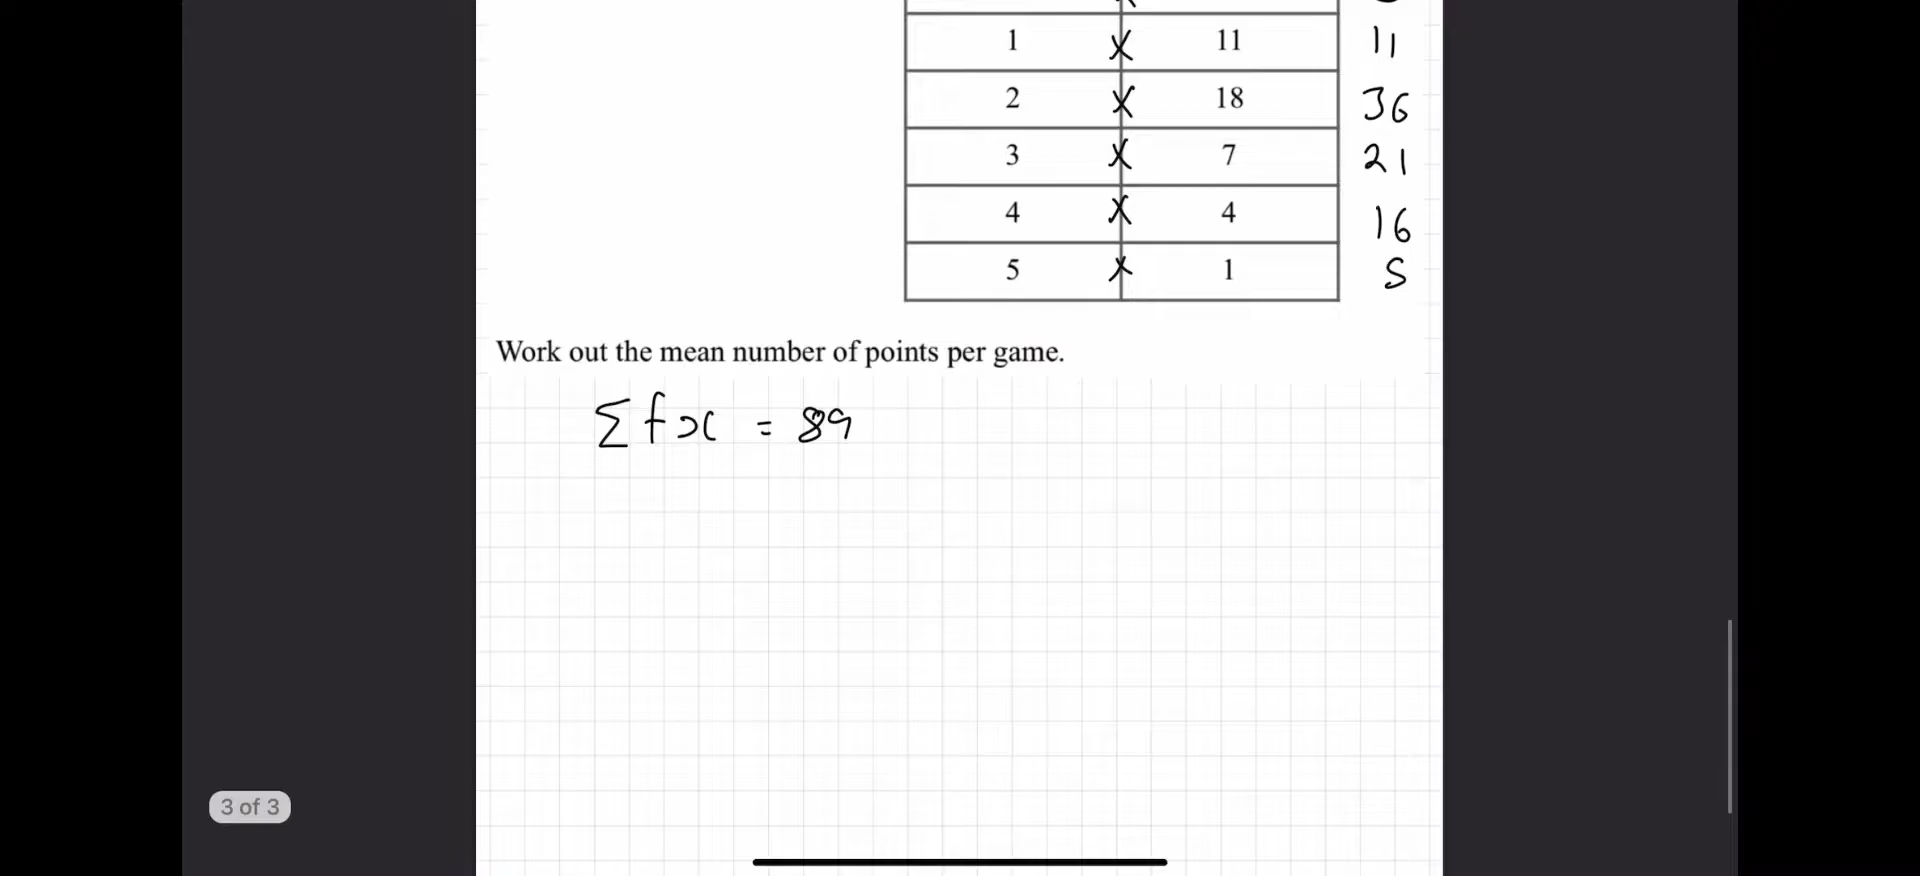 1 x 11 11
2 x 18 36
3 x 7 21
4 x 4 16
5 x 1 5
Work out the mean number of points per game.
Σfx = 89
3 of 3